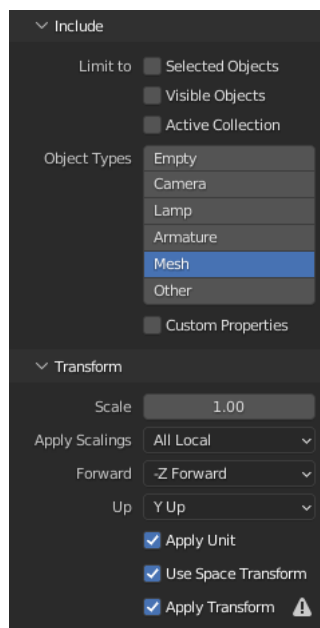 Include
Limit to Selected Objects
Visible Objects
Active Collection
Object Types Empty
Camera
Lamp
Armature
Mesh
Other
Custom Properties
Transform
Scale 1.00
Apply Scalings All Local
Forward -Z Forward
Up Y Up
Apply Unit
Use Space Transform
Apply Transform